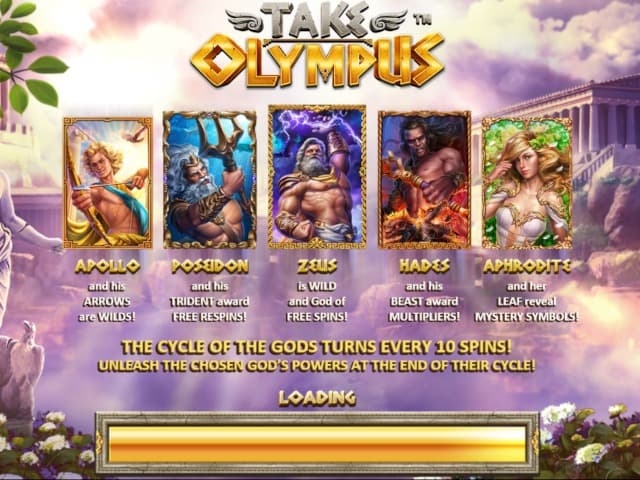 TAKE™
OLYMPUS
APOLLO
and his
ARROWS
are WILDS!
POSEIDON
and his
TRIDENT award
FREE RESPINS!
ZEUS
is WILD
and God of
FREE SPINS!
HADES
and his
BEAST award
MULTIPLIERS!
APHRODITE
and her
LEAF reveal
MYSTERY SYMBOLS!
THE CYCLE OF THE GODS TURNS EVERY 10 SPINS!
UNLEASH THE CHOSEN GOD'S POWERS AT THE END OF THEIR CYCLE!
LOADING